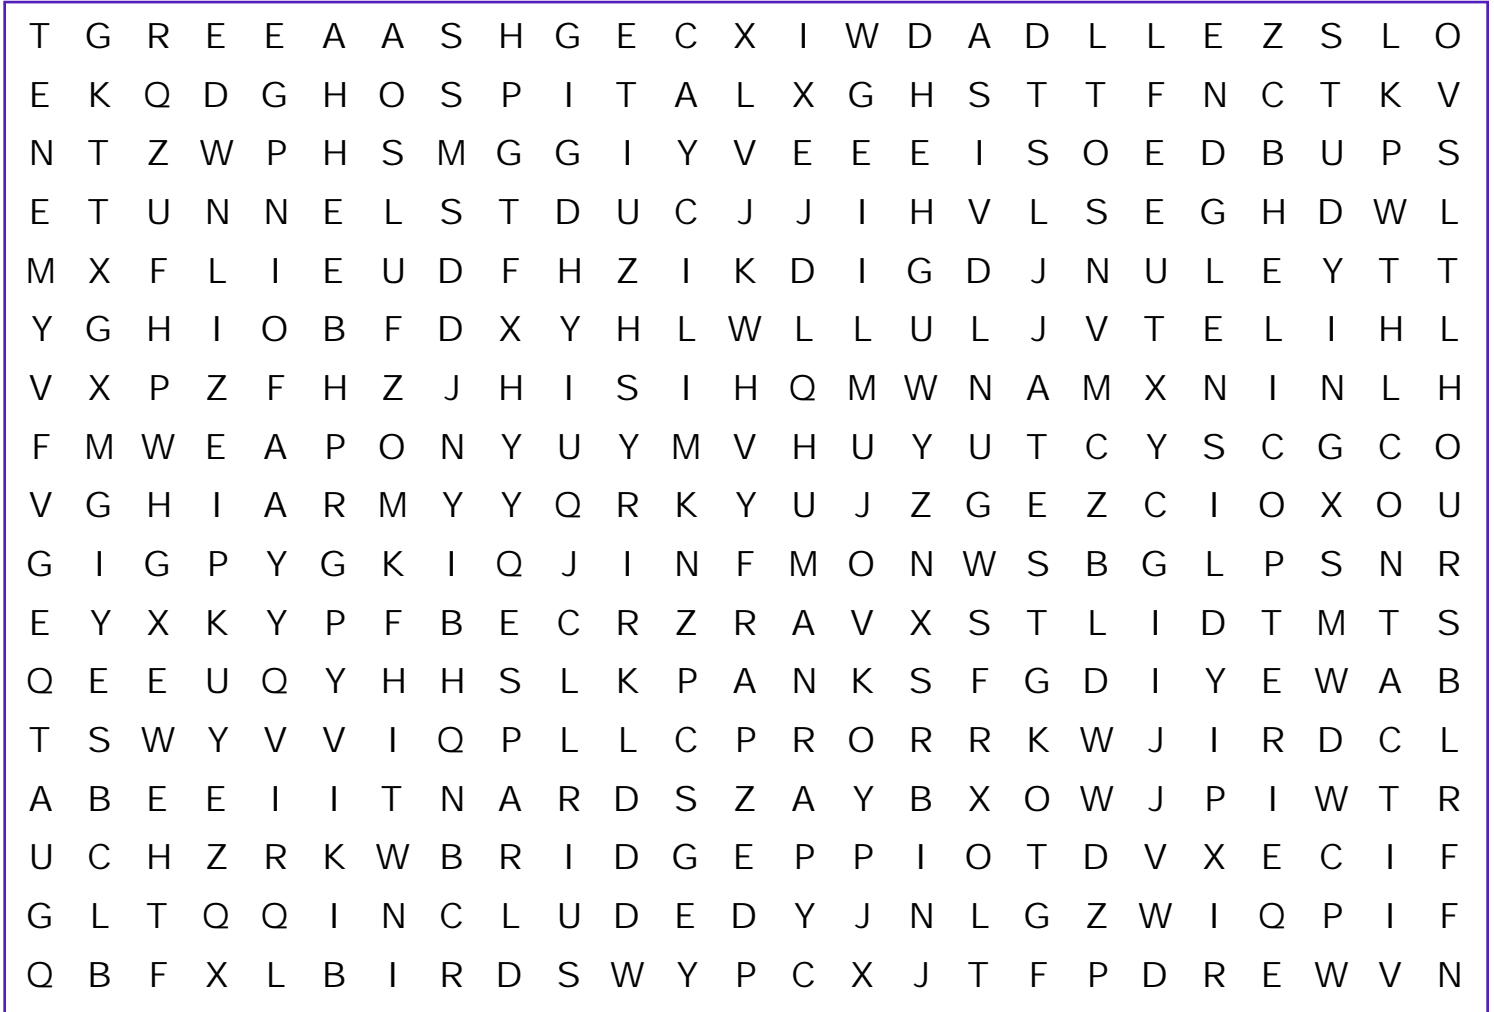 T G R E E A A S H G E C X I W D A D L L E Z S L O
E K Q D G H O S P I T A L X G H S T T F N C T K V
N T Z W P H S M G G I Y V E E E I S O E D B U P S
E T U N N E L S T D U C J J I H V L S E G H D W L
M X F L I E U D F H Z I K D I G D J N U L E Y T T
Y G H I O B F D X Y H L W L L U L J V T E L I H L
V X P Z F H Z J H I S I H Q M W N A M X N I N L H
F M W E A P O N Y U Y M V H U Y U T C Y S C G C O
V G H I A R M Y Y Q R K Y U J Z G E Z C I O X O U
G I G P Y G K I Q J I N F M O N W S B G L P S N R
E Y X K Y P F B E C R Z R A V X S T L I D T M T S
Q E E U Q Y H H S L K P A N K S F G D I Y E W A B
T S W Y V V I Q P L L C P R O R R K W J I R D C L
A B E E I I T N A R D S Z A Y B X O W J P I W T R
U C H Z R K W B R I D G E P P I O T D V X E C I F
G L T Q Q I N C L U D E D Y J N L G Z W I Q P I F
Q B F X L B I R D S W Y P C X J T F P D R E W V N